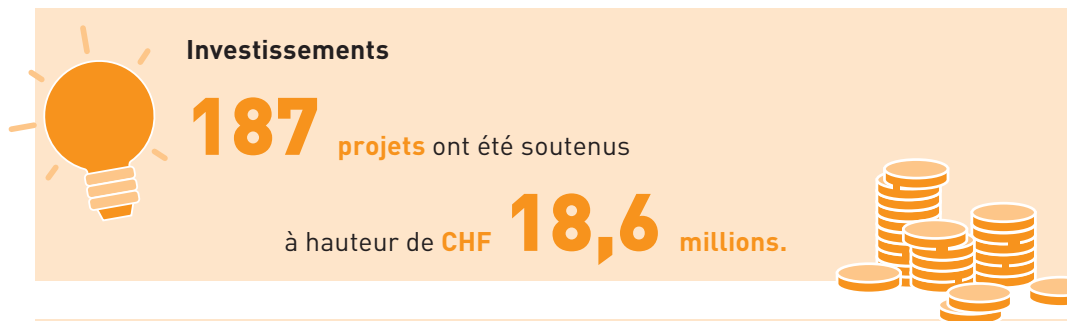 Investissements
187 projets ont été soutenus
à hauteur de CHF 18,6 millions.